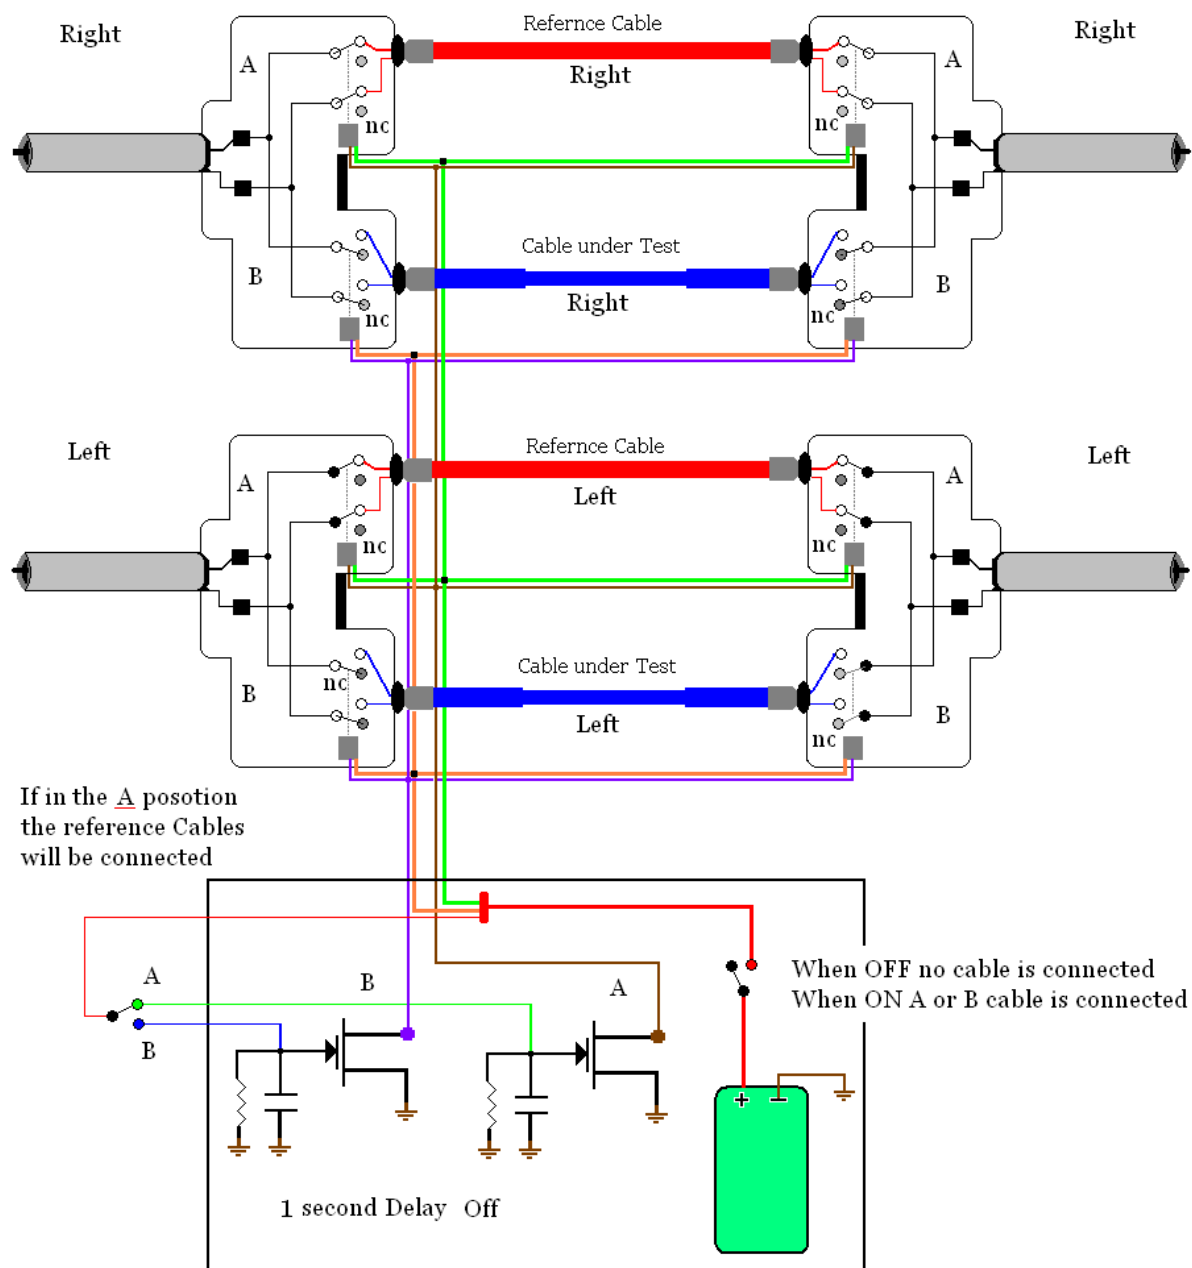 Refernce Cable
Right
Right
Right
A
A
nc
nc
Cable under Test
B
B
Right
nc
nc
Refernce Cable
Left
Left
A
A
Left
nc
nc
Cable under Test
nc
B
B
Left
nc
If in the A posotion
the reference Cables
will be connected
When OFF no cable is connected
When ON A or B cable is connected
A
B
A
B
+ −
1 second Delay Off